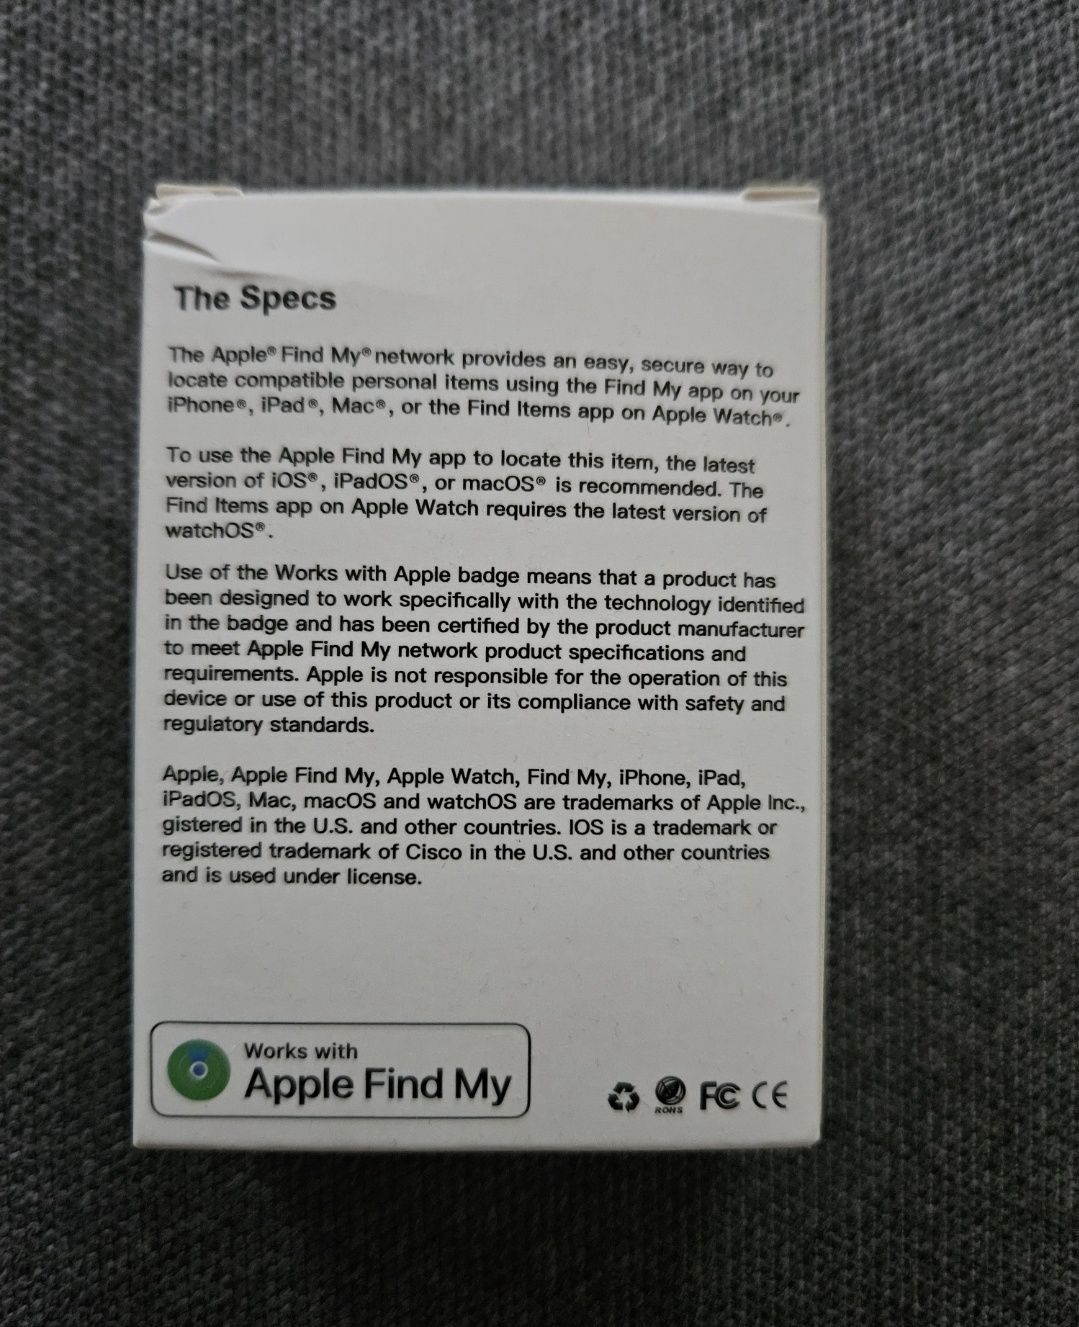 The Specs
The Apple® Find My® network provides an easy, secure way to
locate compatible personal items using the Find My app on your
iPhone®, iPad®, Mac®, or the Find Items app on Apple Watch®.
To use the Apple Find My app to locate this item, the latest
version of iOS®, iPadOS®, or macOS® is recommended. The
Find Items app on Apple Watch requires the latest version of
watchOS®.
Use of the Works with Apple badge means that a product has
been designed to work specifically with the technology identified
in the badge and has been certified by the product manufacturer
to meet Apple Find My network product specifications and
requirements. Apple is not responsible for the operation of this
device or use of this product or its compliance with safety and
regulatory standards.
Apple, Apple Find My, Apple Watch, Find My, iPhone, iPad,
iPadOS, Mac, macOS and watchOS are trademarks of Apple Inc.,
gistered in the U.S. and other countries. IOS is a trademark or
registered trademark of Cisco in the U.S. and other countries
and is used under license.
Works with
Apple Find My
ROHS FC CE